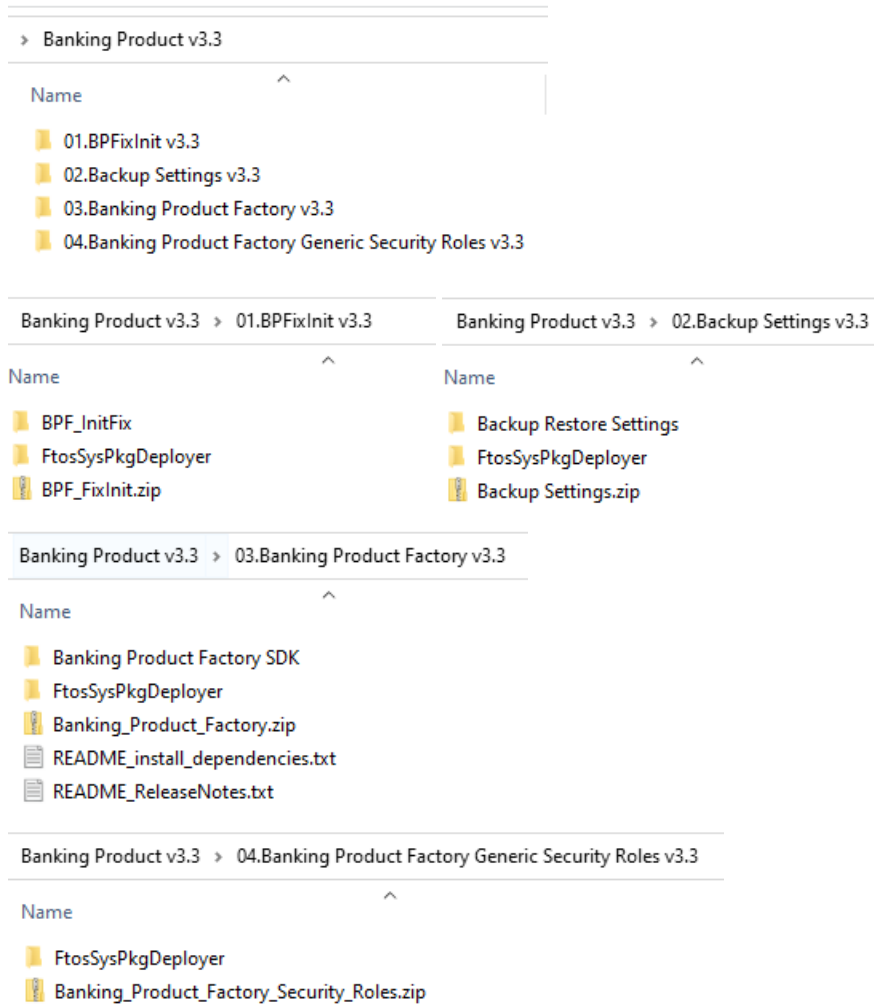 > Banking Product v3.3
Name
01.BPFixInit v3.3
02.Backup Settings v3.3
03.Banking Product Factory v3.3
04.Banking Product Factory Generic Security Roles v3.3
Banking Product v3.3 > 01.BPFixInit v3.3
Name
BPF_InitFix
FtosSysPkgDeployer
BPF_FixInit.zip
Banking Product v3.3 > 02.Backup Settings v3.3
Name
Backup Restore Settings
FtosSysPkgDeployer
Backup Settings.zip
Banking Product v3.3 > 03.Banking Product Factory v3.3
Name
Banking Product Factory SDK
FtosSysPkgDeployer
Banking_Product_Factory.zip
README_install_dependencies.txt
README_ReleaseNotes.txt
Banking Product v3.3 > 04.Banking Product Factory Generic Security Roles v3.3
Name
FtosSysPkgDeployer
Banking_Product_Factory_Security_Roles.zip